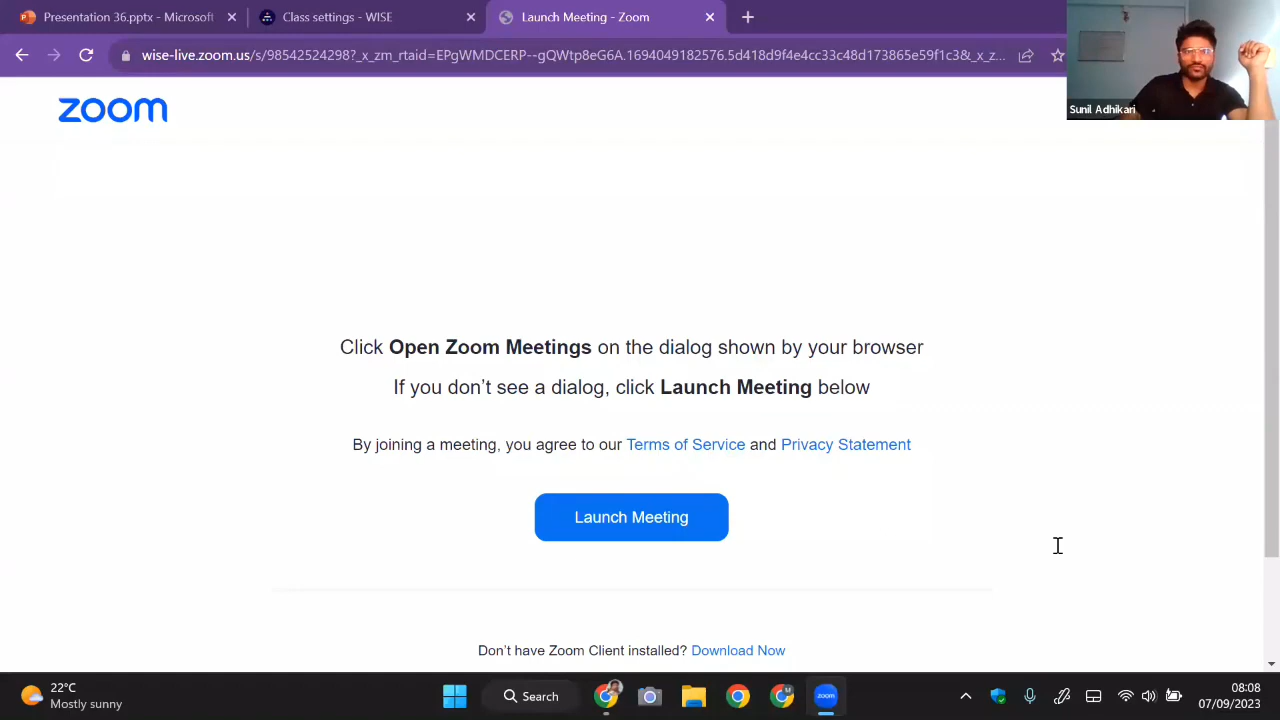 Presentation 36.pptx - Microsoft
Class settings - WISE
Launch Meeting - Zoom
wise-live.zoom.us/s/98542524298?_x_zm_rtaid=EPgWMDCERP--gQWtp8eG6A.1694049182576.5d418d9f4e4cc33c48d173865e59f1c3&_x_z...
Sunil Adhikari
zoom
Click Open Zoom Meetings on the dialog shown by your browser
If you don’t see a dialog, click Launch Meeting below
By joining a meeting, you agree to our Terms of Service and Privacy Statement
Launch Meeting
Don’t have Zoom Client installed? Download Now
22°C
Mostly sunny
Search
zoom
08:08
07/09/2023